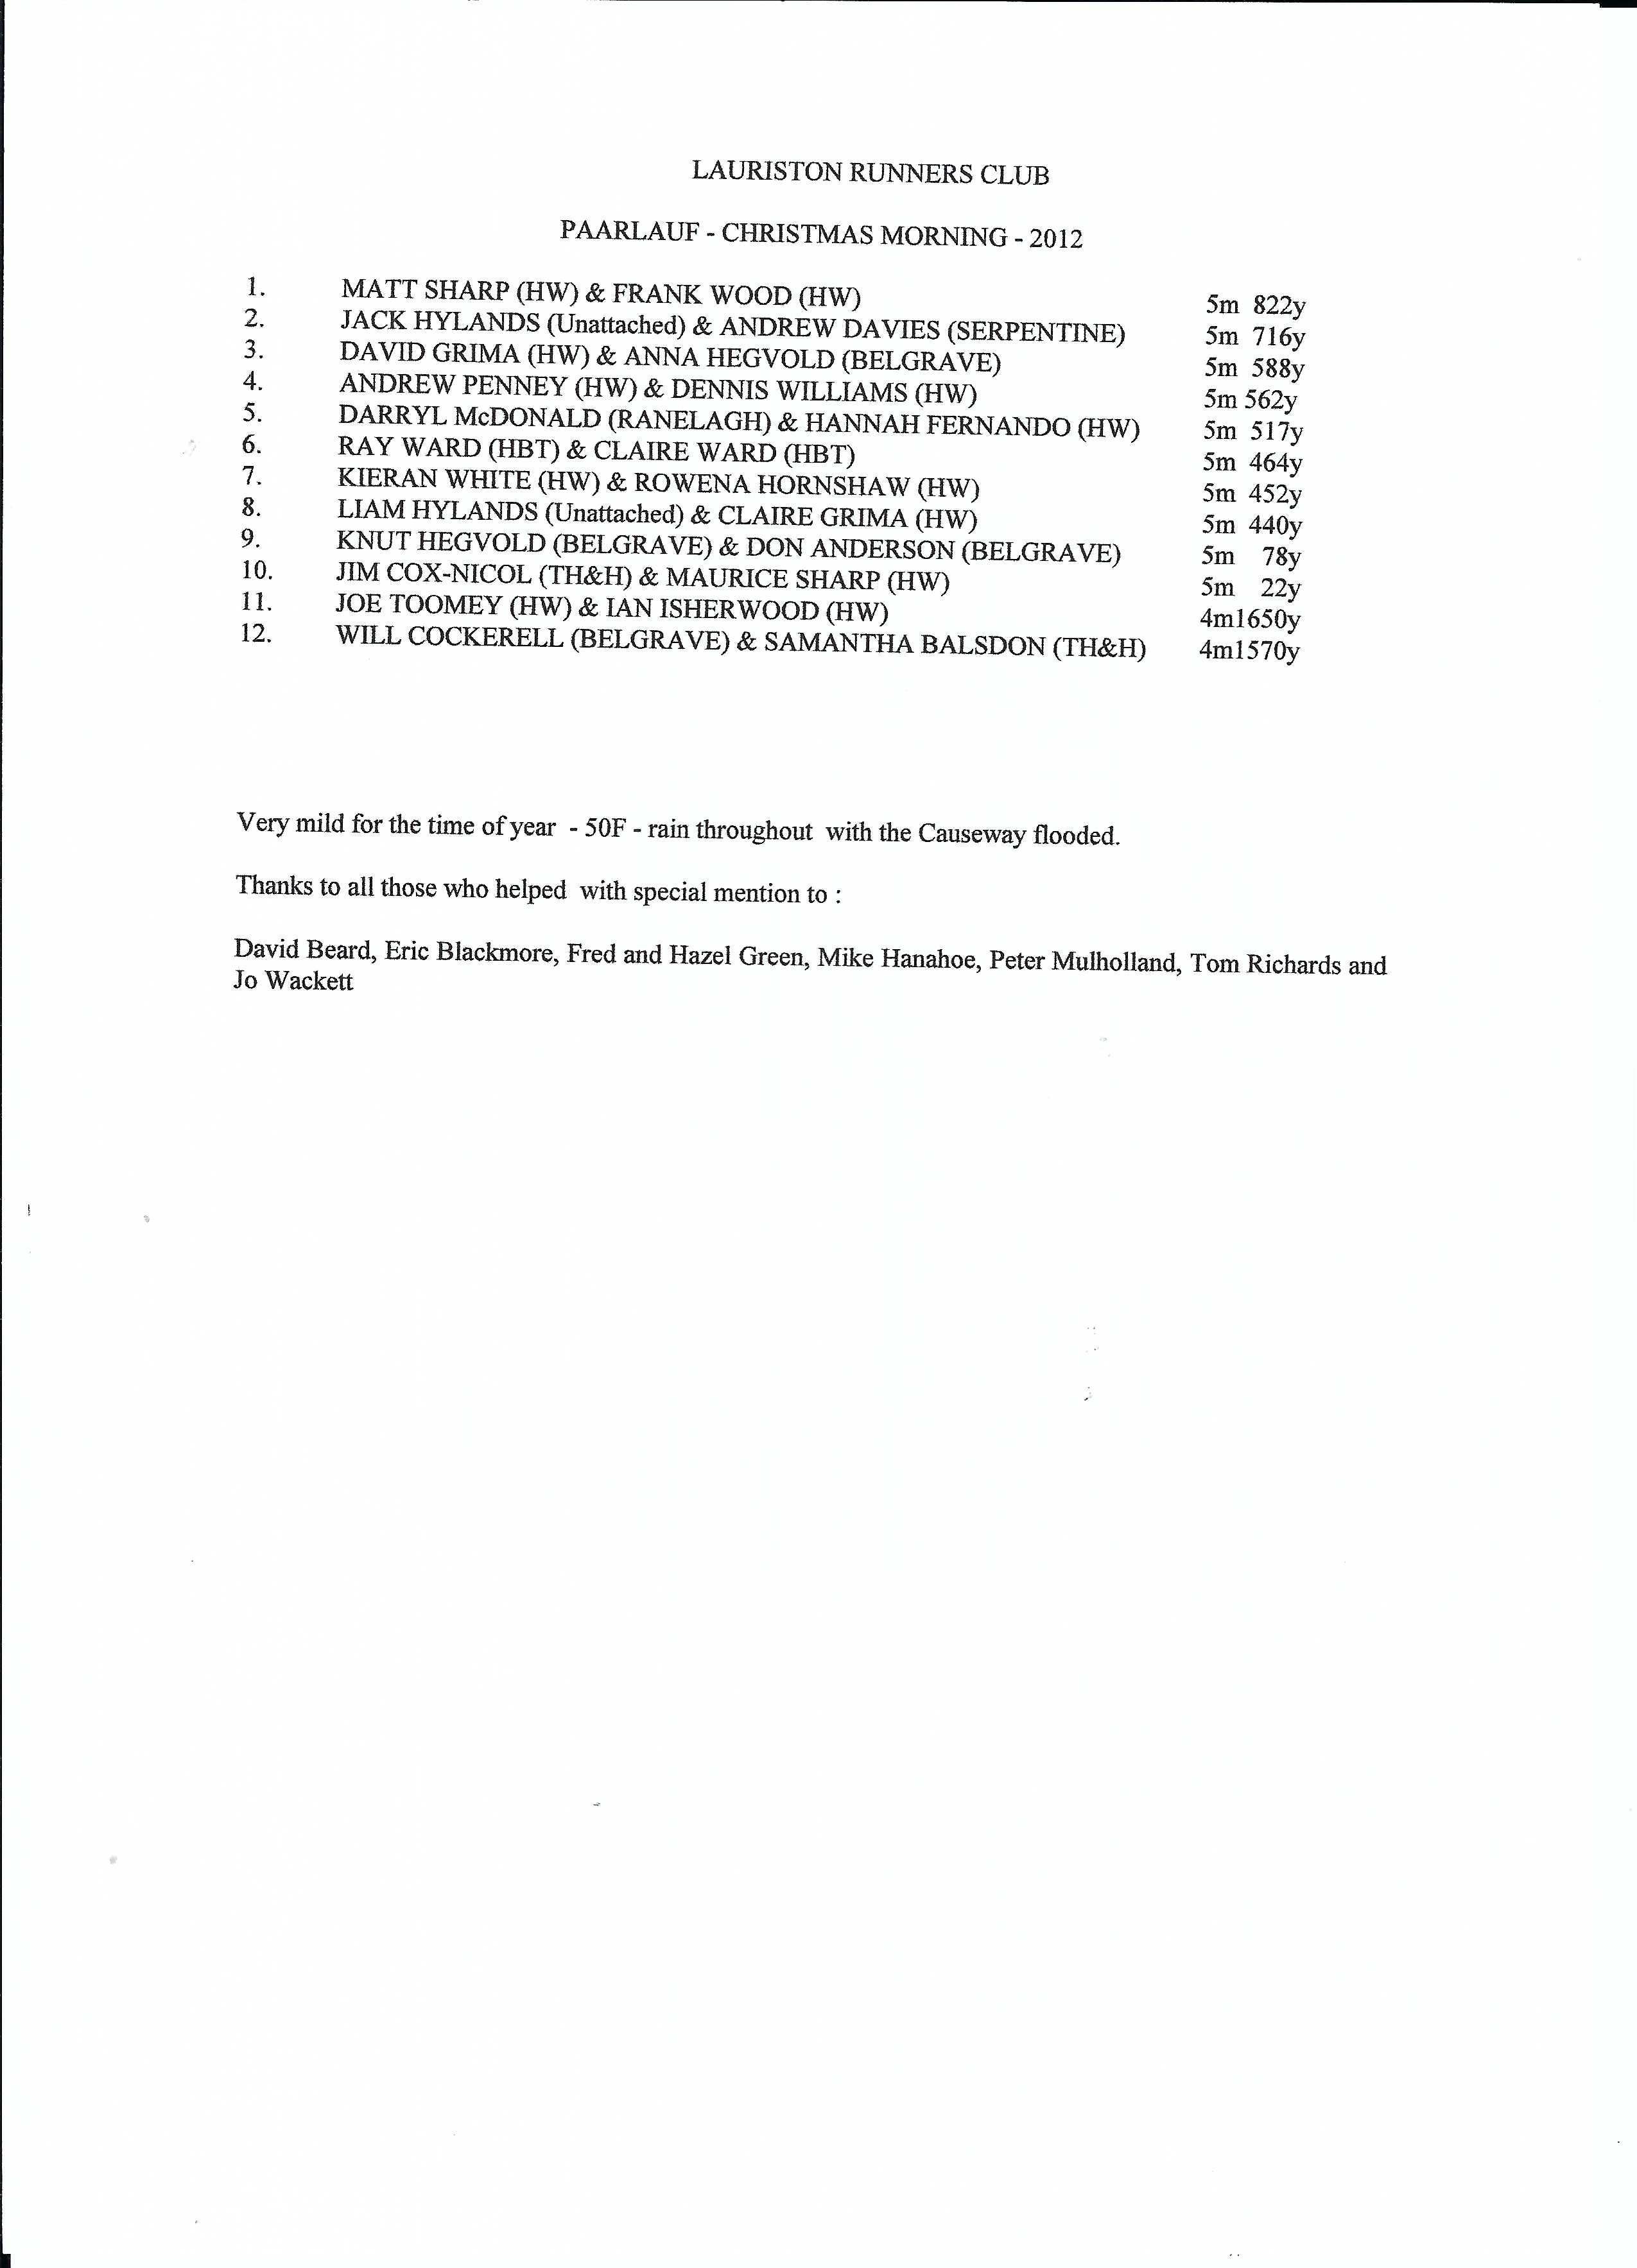 LAURISTON RUNNERS CLUB
PAARLAUF - CHRISTMAS MORNING - 2012
1. MATT SHARP (HW) & FRANK WOOD (HW) 5m 822y
2. JACK HYLANDS (Unattached) & ANDREW DAVIES (SERPENTINE) 5m 716y
3. DAVID GRIMA (HW) & ANNA HEGVOLD (BELGRAVE) 5m 588y
4. ANDREW PENNEY (HW) & DENNIS WILLIAMS (HW) 5m 562y
5. DARRYL McDONALD (RANELAGH) & HANNAH FERNANDO (HW) 5m 517y
6. RAY WARD (HBT) & CLAIRE WARD (HBT) 5m 464y
7. KIERAN WHITE (HW) & ROWENA HORNSHAW (HW) 5m 452y
8. LIAM HYLANDS (Unattached) & CLAIRE GRIMA (HW) 5m 440y
9. KNUT HEGVOLD (BELGRAVE) & DON ANDERSON (BELGRAVE) 5m 78y
10. JIM COX-NICOL (TH&H) & MAURICE SHARP (HW) 5m 22y
11. JOE TOOMEY (HW) & IAN ISHERWOOD (HW) 4m1650y
12. WILL COCKERELL (BELGRAVE) & SAMANTHA BALSDON (TH&H) 4m1570y
Very mild for the time of year - 50F - rain throughout with the Causeway flooded.
Thanks to all those who helped with special mention to :
David Beard, Eric Blackmore, Fred and Hazel Green, Mike Hanahoe, Peter Mulholland, Tom Richards and
Jo Wackett